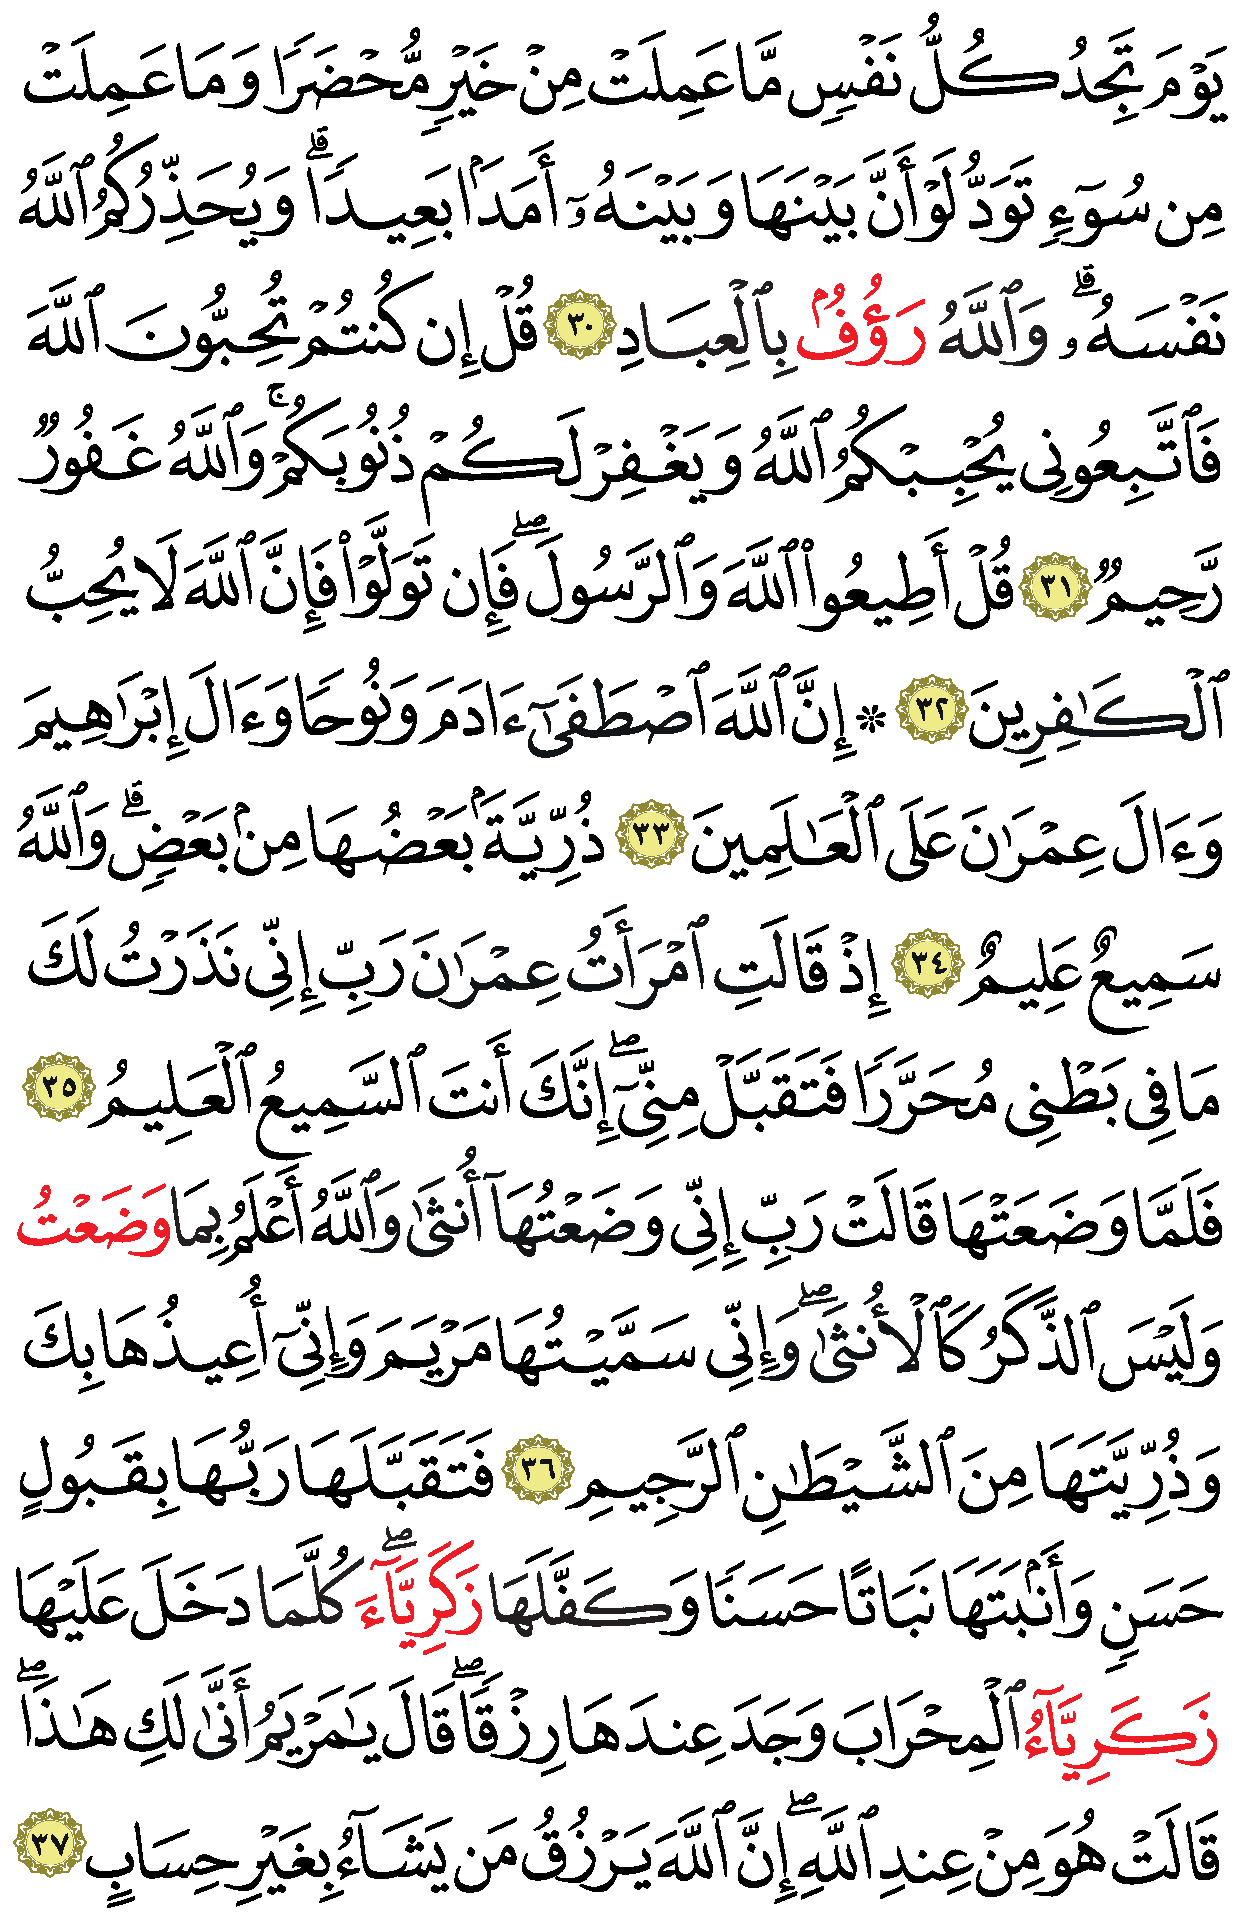 يَوْمَ تَجِدُ كُلُّ نَفْسٖ مَّا عَمِلَتْ مِنْ خَيْرٖ مُّحْضَرٗا وَمَا عَمِلَتْ
مِن سُوٓءٖ تَوَدُّ لَوْ أَنَّ بَيْنَهَا وَبَيْنَهُۥٓ أَمَدَۢا بَعِيدٗاۗ وَيُحَذِّرُكُمُ ٱللَّهُ
نَفْسَهُۥۗ وَٱللَّهُ رَؤُفُۢ بِٱلْعِبَادِ ٣٠ قُلْ إِن كُنتُمْ تُحِبُّونَ ٱللَّهَ
فَٱتَّبِعُونِى يُحْبِبْكُمُ ٱللَّهُ وَيَغْفِرْ لَكُمْ ذُنُوبَكُمْۚ وَٱللَّهُ غَفُورٞ
رَّحِيمٞ ٣١ قُلْ أَطِيعُوا۟ ٱللَّهَ وَٱلرَّسُولَۖ فَإِن تَوَلَّوْا۟ فَإِنَّ ٱللَّهَ لَا يُحِبُّ
ٱلْكَـٰفِرِينَ ٣٢ ۞ إِنَّ ٱللَّهَ ٱصْطَفَىٰٓ ءَادَمَ وَنُوحٗا وَءَالَ إِبْرَٰهِيمَ
وَءَالَ عِمْرَٰنَ عَلَى ٱلْعَـٰلَمِينَ ٣٣ ذُرِّيَّةَۢ بَعْضُهَا مِنۢ بَعْضٖۗ وَٱللَّهُ
سَمِيعٌ عَلِيمٌ ٣٤ إِذْ قَالَتِ ٱمْرَأَتُ عِمْرَٰنَ رَبِّ إِنِّى نَذَرْتُ لَكَ
مَا فِى بَطْنِى مُحَرَّرٗا فَتَقَبَّلْ مِنِّىٓۖ إِنَّكَ أَنتَ ٱلسَّمِيعُ ٱلْعَلِيمُ ٣٥
فَلَمَّا وَضَعَتْهَا قَالَتْ رَبِّ إِنِّى وَضَعْتُهَآ أُنثَىٰ وَٱللَّهُ أَعْلَمُ بِمَا وَضَعْتُ
وَلَيْسَ ٱلذَّكَرُ كَٱلْأُنثَىٰۖ وَإِنِّى سَمَّيْتُهَا مَرْيَمَ وَإِنِّىٓ أُعِيذُهَا بِكَ
وَذُرِّيَّتَهَا مِنَ ٱلشَّيْطَـٰنِ ٱلرَّجِيمِ ٣٦ فَتَقَبَّلَهَا رَبُّهَا بِقَبُولٍ
حَسَنٖ وَأَنۢبَتَهَا نَبَاتًا حَسَنٗا وَكَفَّلَهَا زَكَرِيَّآءَۖ كُلَّمَا دَخَلَ عَلَيْهَا
زَكَرِيَّآءُ ٱلْمِحْرَابَ وَجَدَ عِندَهَا رِزْقٗاۖ قَالَ يَـٰمَرْيَمُ أَنَّىٰ لَكِ هَـٰذَاۖ
قَالَتْ هُوَ مِنْ عِندِ ٱللَّهِۖ إِنَّ ٱللَّهَ يَرْزُقُ مَن يَشَآءُ بِغَيْرِ حِسَابٍ ٣٧